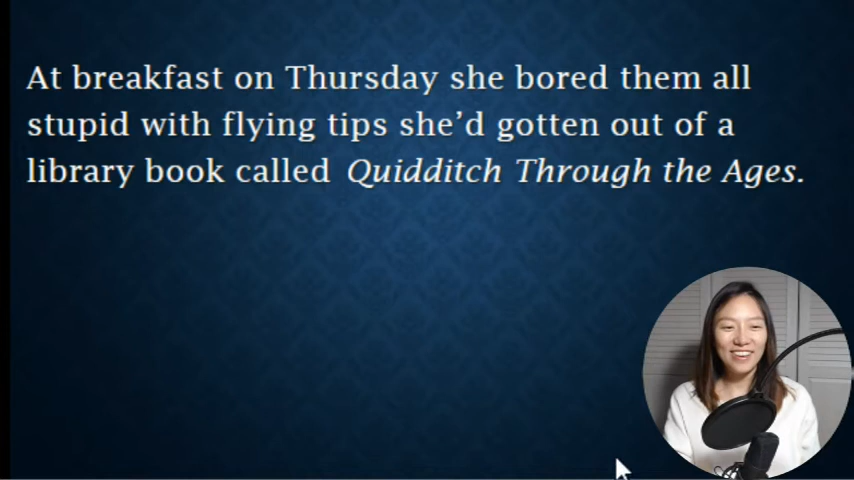 At breakfast on Thursday she bored them all
stupid with flying tips she’d gotten out of a
library book called Quidditch Through the Ages.